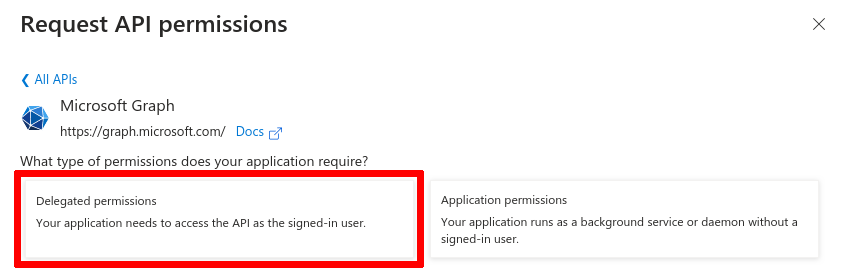 Request API permissions
All APIs
Microsoft Graph
https://graph.microsoft.com/ Docs
What type of permissions does your application require?
Delegated permissions
Your application needs to access the API as the signed-in user.
Application permissions
Your application runs as a background service or daemon without a
signed-in user.